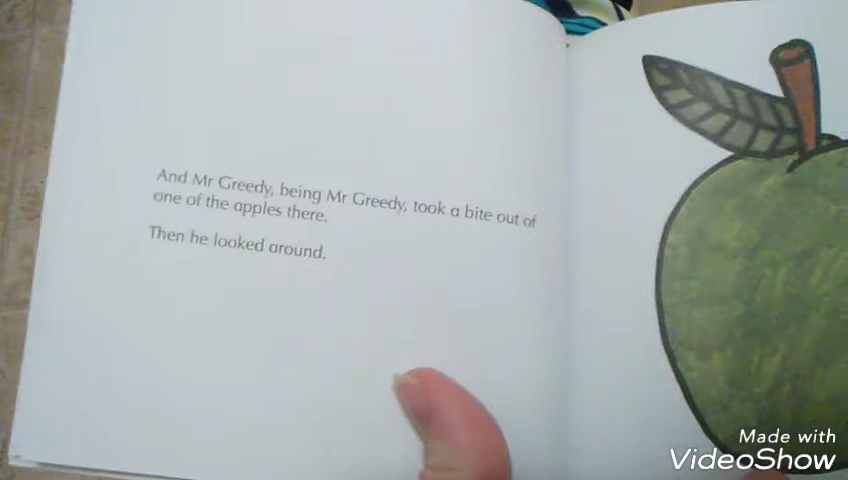 And Mr Greedy, being Mr Greedy, took a bite out of
one of the apples there.
Then he looked around.
Made with
VideoShow